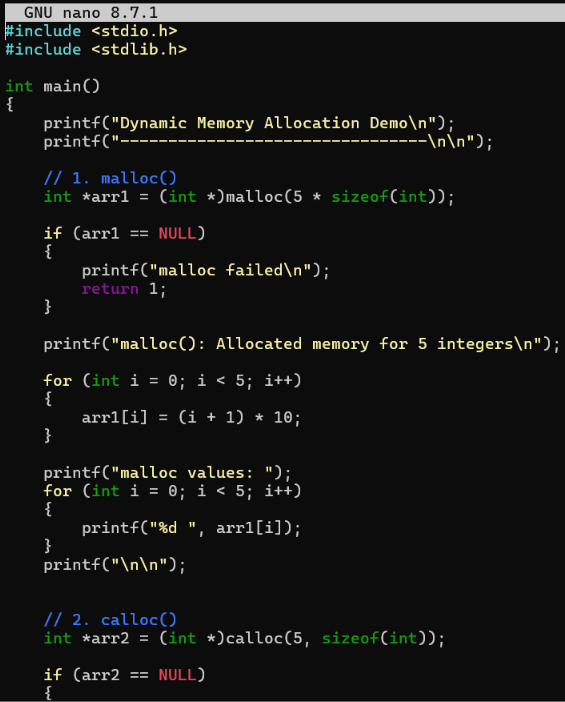 GNU nano 8.7.1
#include <stdio.h>
#include <stdlib.h>
int main()
{
    printf("Dynamic Memory Allocation Demo\n");
    printf("--------------------------------\n\n");
    // 1. malloc()
    int *arr1 = (int *)malloc(5 * sizeof(int));
    if (arr1 == NULL)
    {
        printf("malloc failed\n");
        return 1;
    }
    printf("malloc(): Allocated memory for 5 integers\n");
    for (int i = 0; i < 5; i++)
    {
        arr1[i] = (i + 1) * 10;
    }
    printf("malloc values: ");
    for (int i = 0; i < 5; i++)
    {
        printf("%d ", arr1[i]);
    }
    printf("\n\n");
    // 2. calloc()
    int *arr2 = (int *)calloc(5, sizeof(int));
    if (arr2 == NULL)
    {